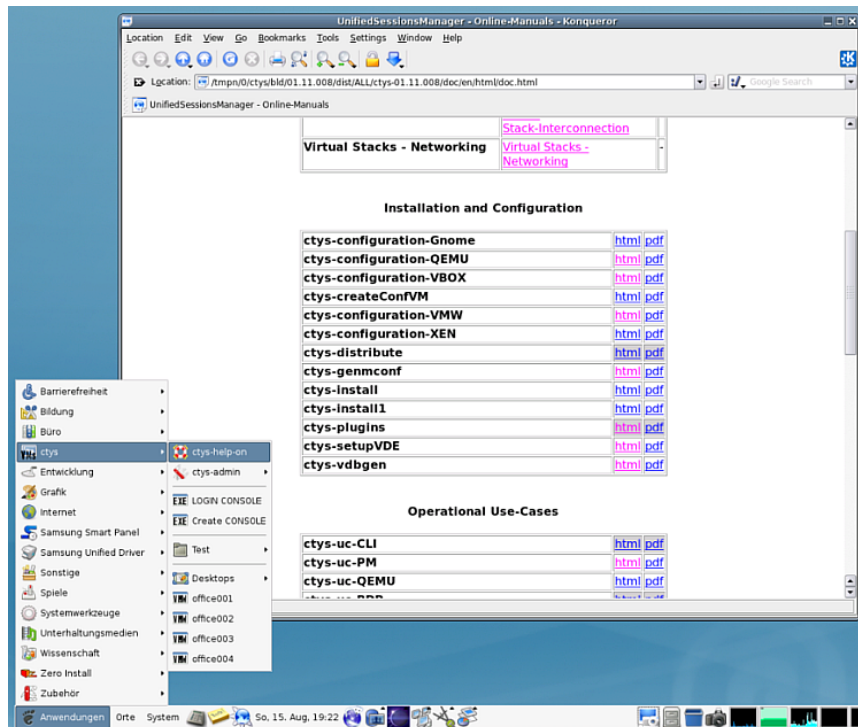 UnifiedSessionsManager - Online-Manuals - Konqueror
Location Edit View Go Bookmarks Tools Settings Window Help
Location: /tmpn/0/ctys/bld/01.11.008/dist/ALL/ctys-01.11.008/doc/en/html/doc.html Google Search
UnifiedSessionsManager - Online-Manuals
Stack-Interconnection
Virtual Stacks - Networking Virtual Stacks - -
Networking
Installation and Configuration
ctys-configuration-Gnome html pdf
ctys-configuration-QEMU html pdf
ctys-configuration-VBOX html pdf
ctys-createConfVM html pdf
ctys-configuration-VMW html pdf
ctys-configuration-XEN html pdf
ctys-distribute html pdf
ctys-genmconf html pdf
ctys-install html pdf
ctys-install1 html pdf
ctys-plugins html pdf
ctys-setupVDE html pdf
ctys-vdbgen html pdf
Operational Use-Cases
ctys-uc-CLI html pdf
ctys-uc-PM html pdf
ctys-uc-QEMU html pdf
Barrierefreiheit
Bildung
Büro
ctys
Entwicklung
Grafik
Internet
Samsung Smart Panel
Samsung Unified Driver
Sonstige
Spiele
Systemwerkzeuge
Unterhaltungsmedien
Wissenschaft
Zero Install
Zubehör
ctys-help-on
ctys-admin
EXE LOGIN CONSOLE
EXE Create CONSOLE
Test
Desktops
VMW office001
VMW office002
VMW office003
VMW office004
Anwendungen Orte System So, 15. Aug, 19:22